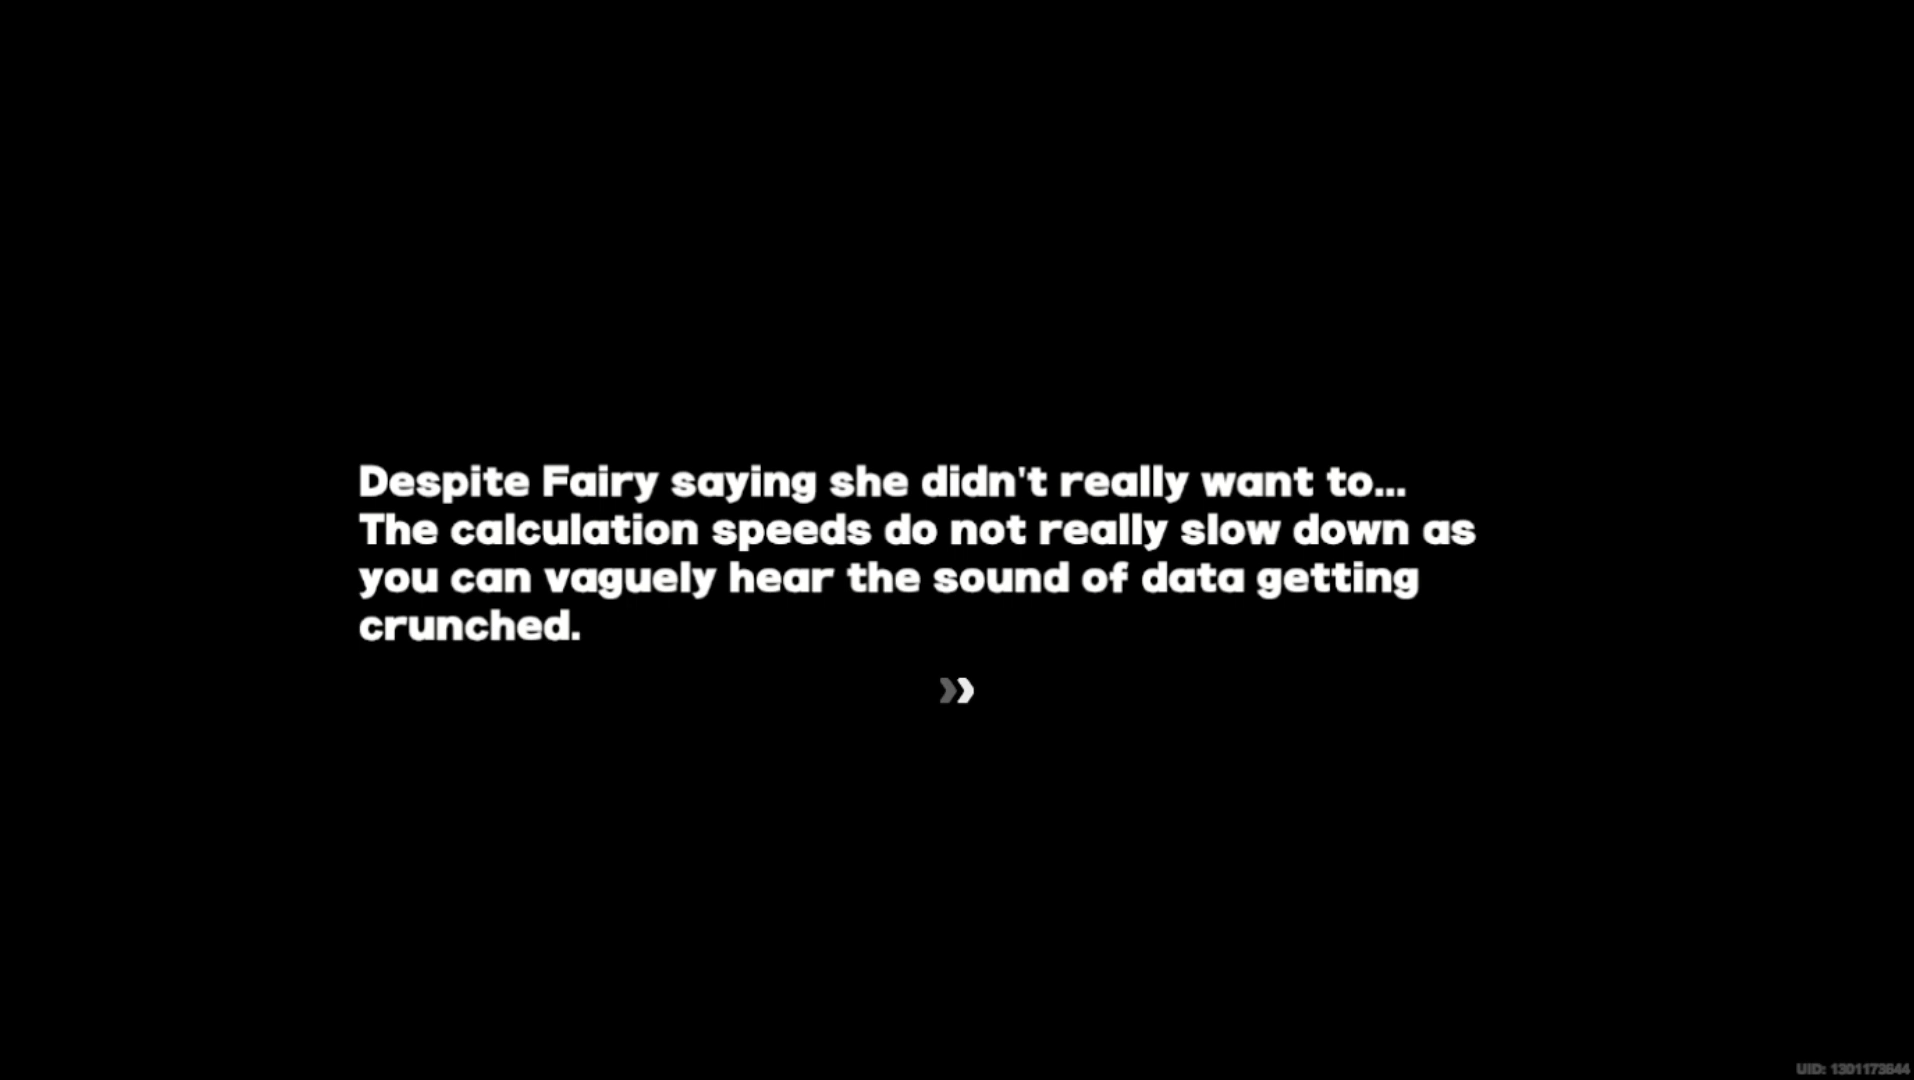 Despite Fairy saying she didn't really want to...
The calculation speeds do not really slow down as
you can vaguely hear the sound of data getting
crunched.
UID: 1301173644